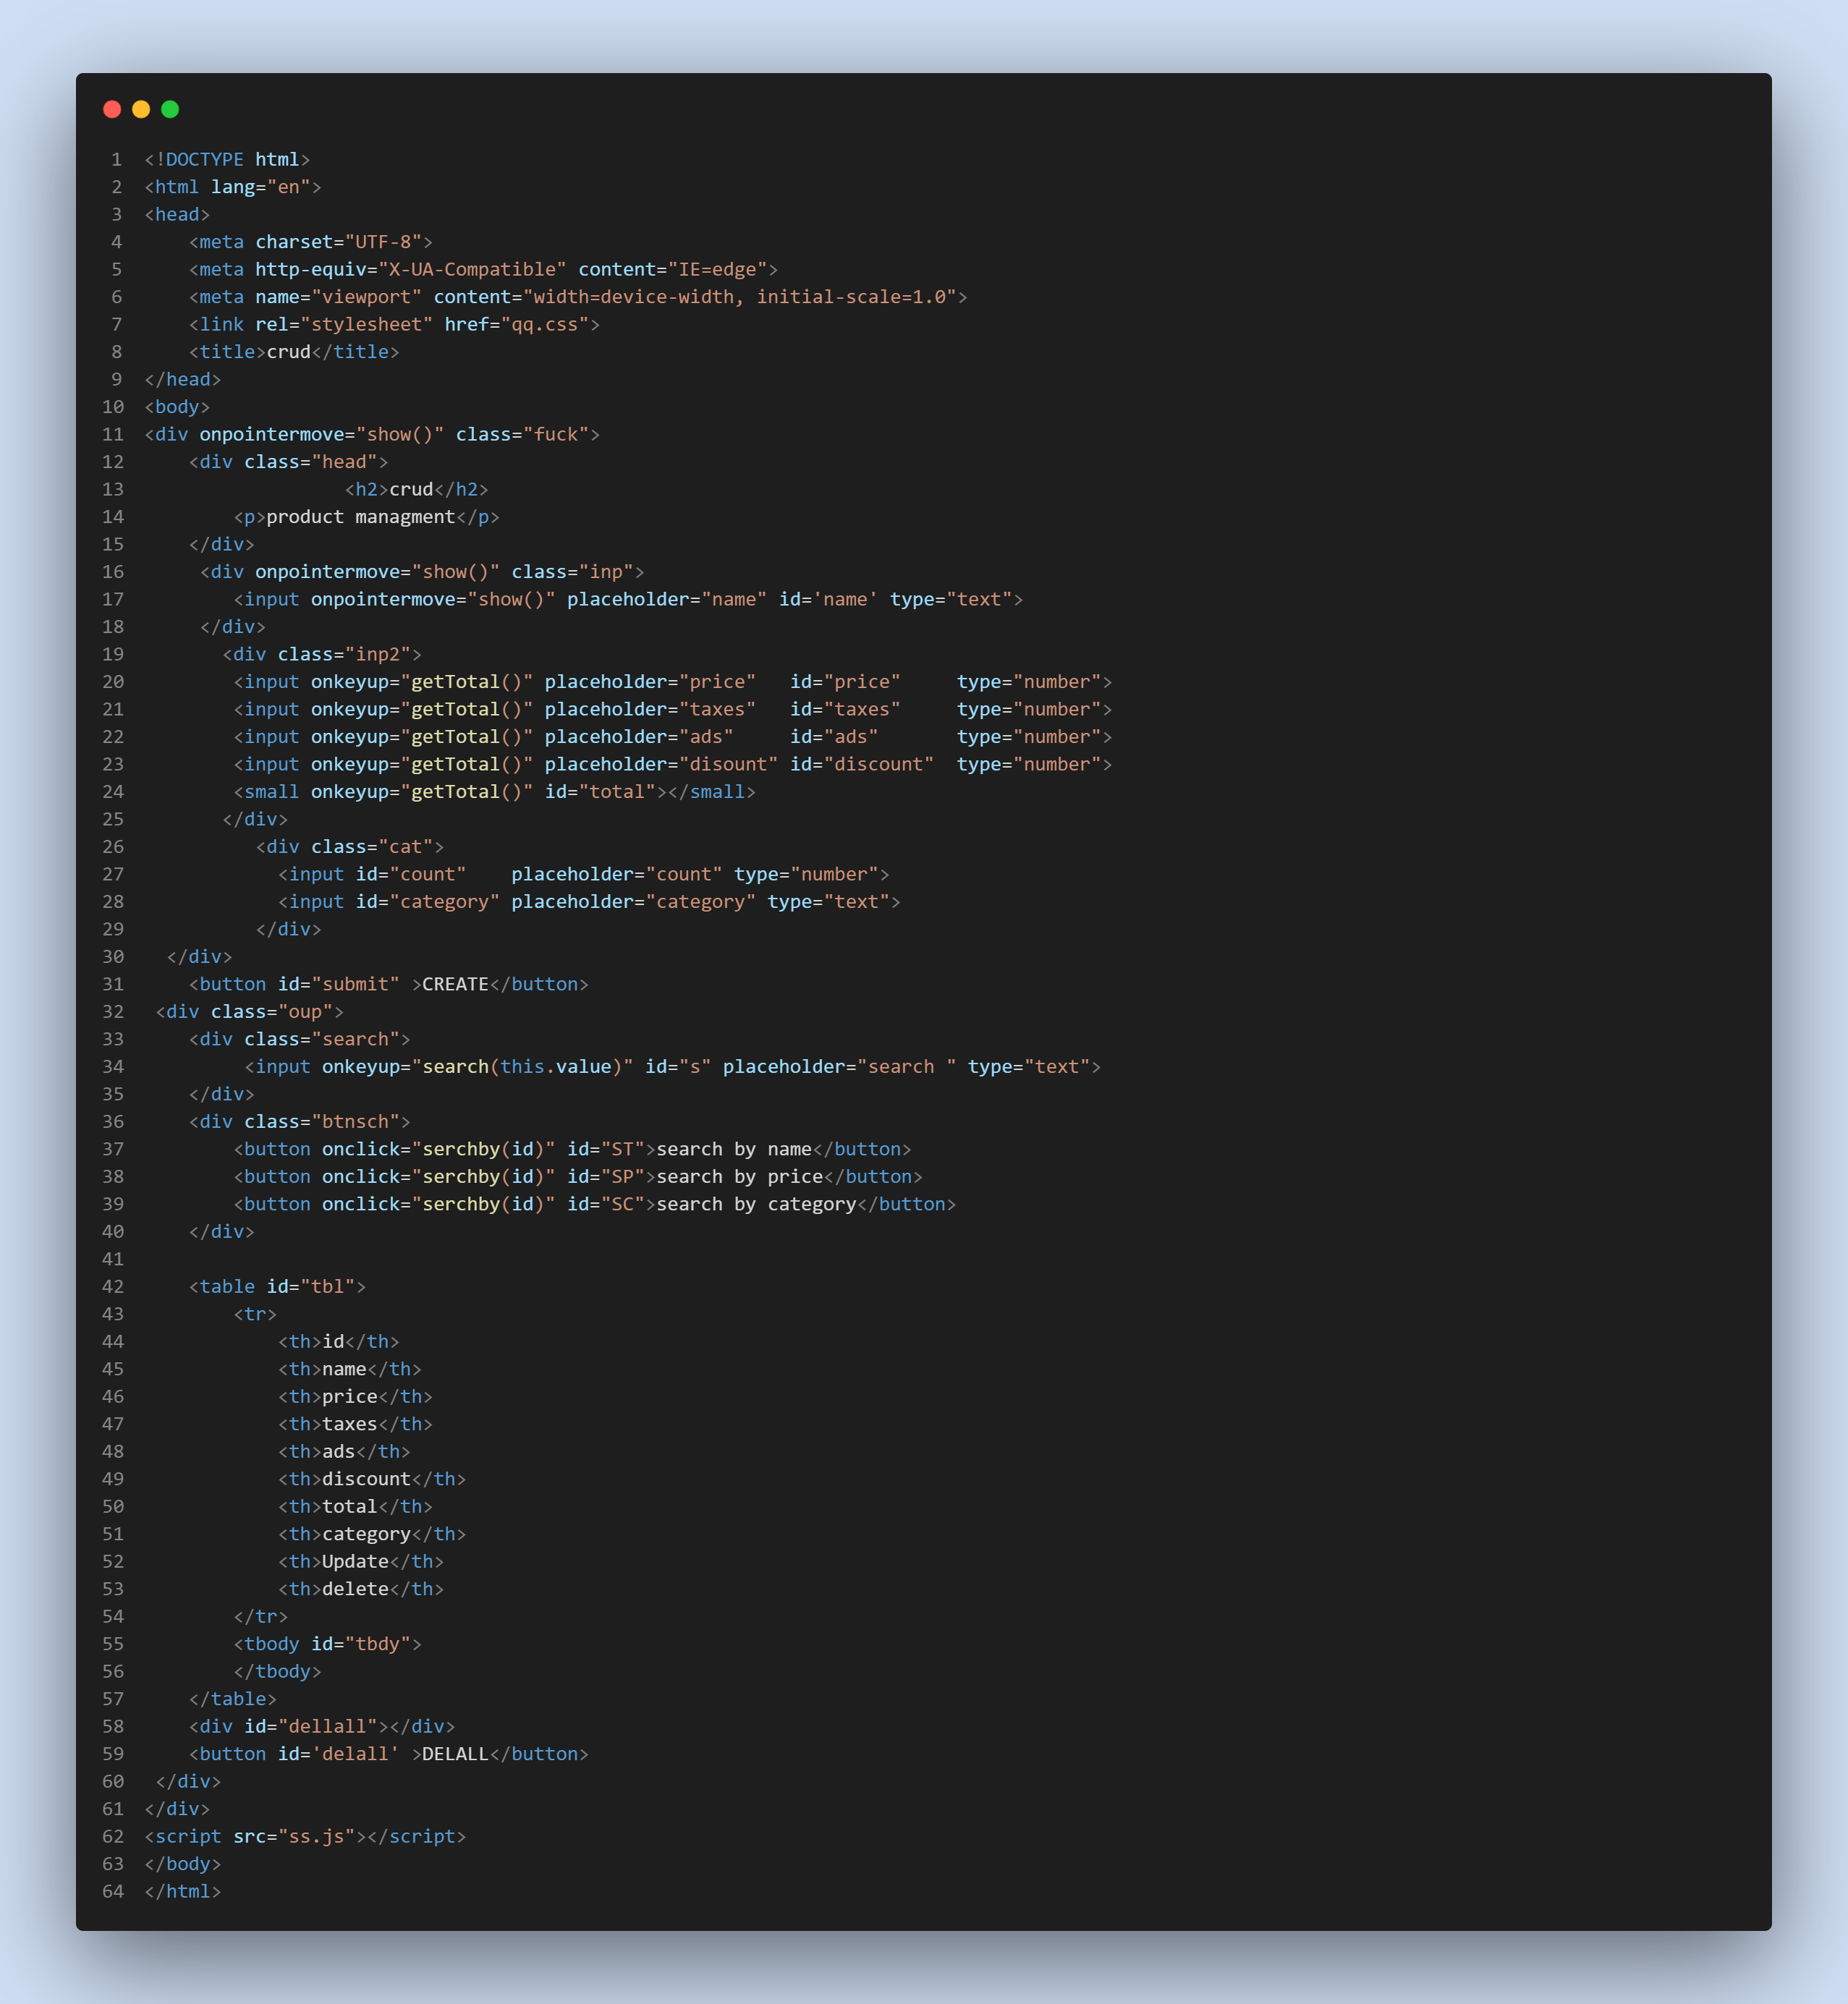 1 <!DOCTYPE html>
2 <html lang="en">
3 <head>
4     <meta charset="UTF-8">
5     <meta http-equiv="X-UA-Compatible" content="IE=edge">
6     <meta name="viewport" content="width=device-width, initial-scale=1.0">
7     <link rel="stylesheet" href="qq.css">
8     <title>crud</title>
9 </head>
10 <body>
11 <div onpointermove="show()" class="fuck">
12     <div class="head">
13                   <h2>crud</h2>
14         <p>product managment</p>
15     </div>
16      <div onpointermove="show()" class="inp">
17         <input onpointermove="show()" placeholder="name" id='name' type="text">
18      </div>
19        <div class="inp2">
20         <input onkeyup="getTotal()" placeholder="price"   id="price"     type="number">
21         <input onkeyup="getTotal()" placeholder="taxes"   id="taxes"     type="number">
22         <input onkeyup="getTotal()" placeholder="ads"     id="ads"       type="number">
23         <input onkeyup="getTotal()" placeholder="disount" id="discount"  type="number">
24         <small onkeyup="getTotal()" id="total"></small>
25        </div>
26           <div class="cat">
27             <input id="count"    placeholder="count" type="number">
28             <input id="category" placeholder="category" type="text">
29           </div>
30   </div>
31     <button id="submit" >CREATE</button>
32  <div class="oup">
33     <div class="search">
34          <input onkeyup="search(this.value)" id="s" placeholder="search " type="text">
35     </div>
36     <div class="btnsch">
37         <button onclick="serchby(id)" id="ST">search by name</button>
38         <button onclick="serchby(id)" id="SP">search by price</button>
39         <button onclick="serchby(id)" id="SC">search by category</button>
40     </div>
41
42     <table id="tbl">
43         <tr>
44             <th>id</th>
45             <th>name</th>
46             <th>price</th>
47             <th>taxes</th>
48             <th>ads</th>
49             <th>discount</th>
50             <th>total</th>
51             <th>category</th>
52             <th>Update</th>
53             <th>delete</th>
54         </tr>
55         <tbody id="tbdy">
56         </tbody>
57     </table>
58     <div id="dellall"></div>
59     <button id='delall' >DELALL</button>
60  </div>
61 </div>
62 <script src="ss.js"></script>
63 </body>
64 </html>